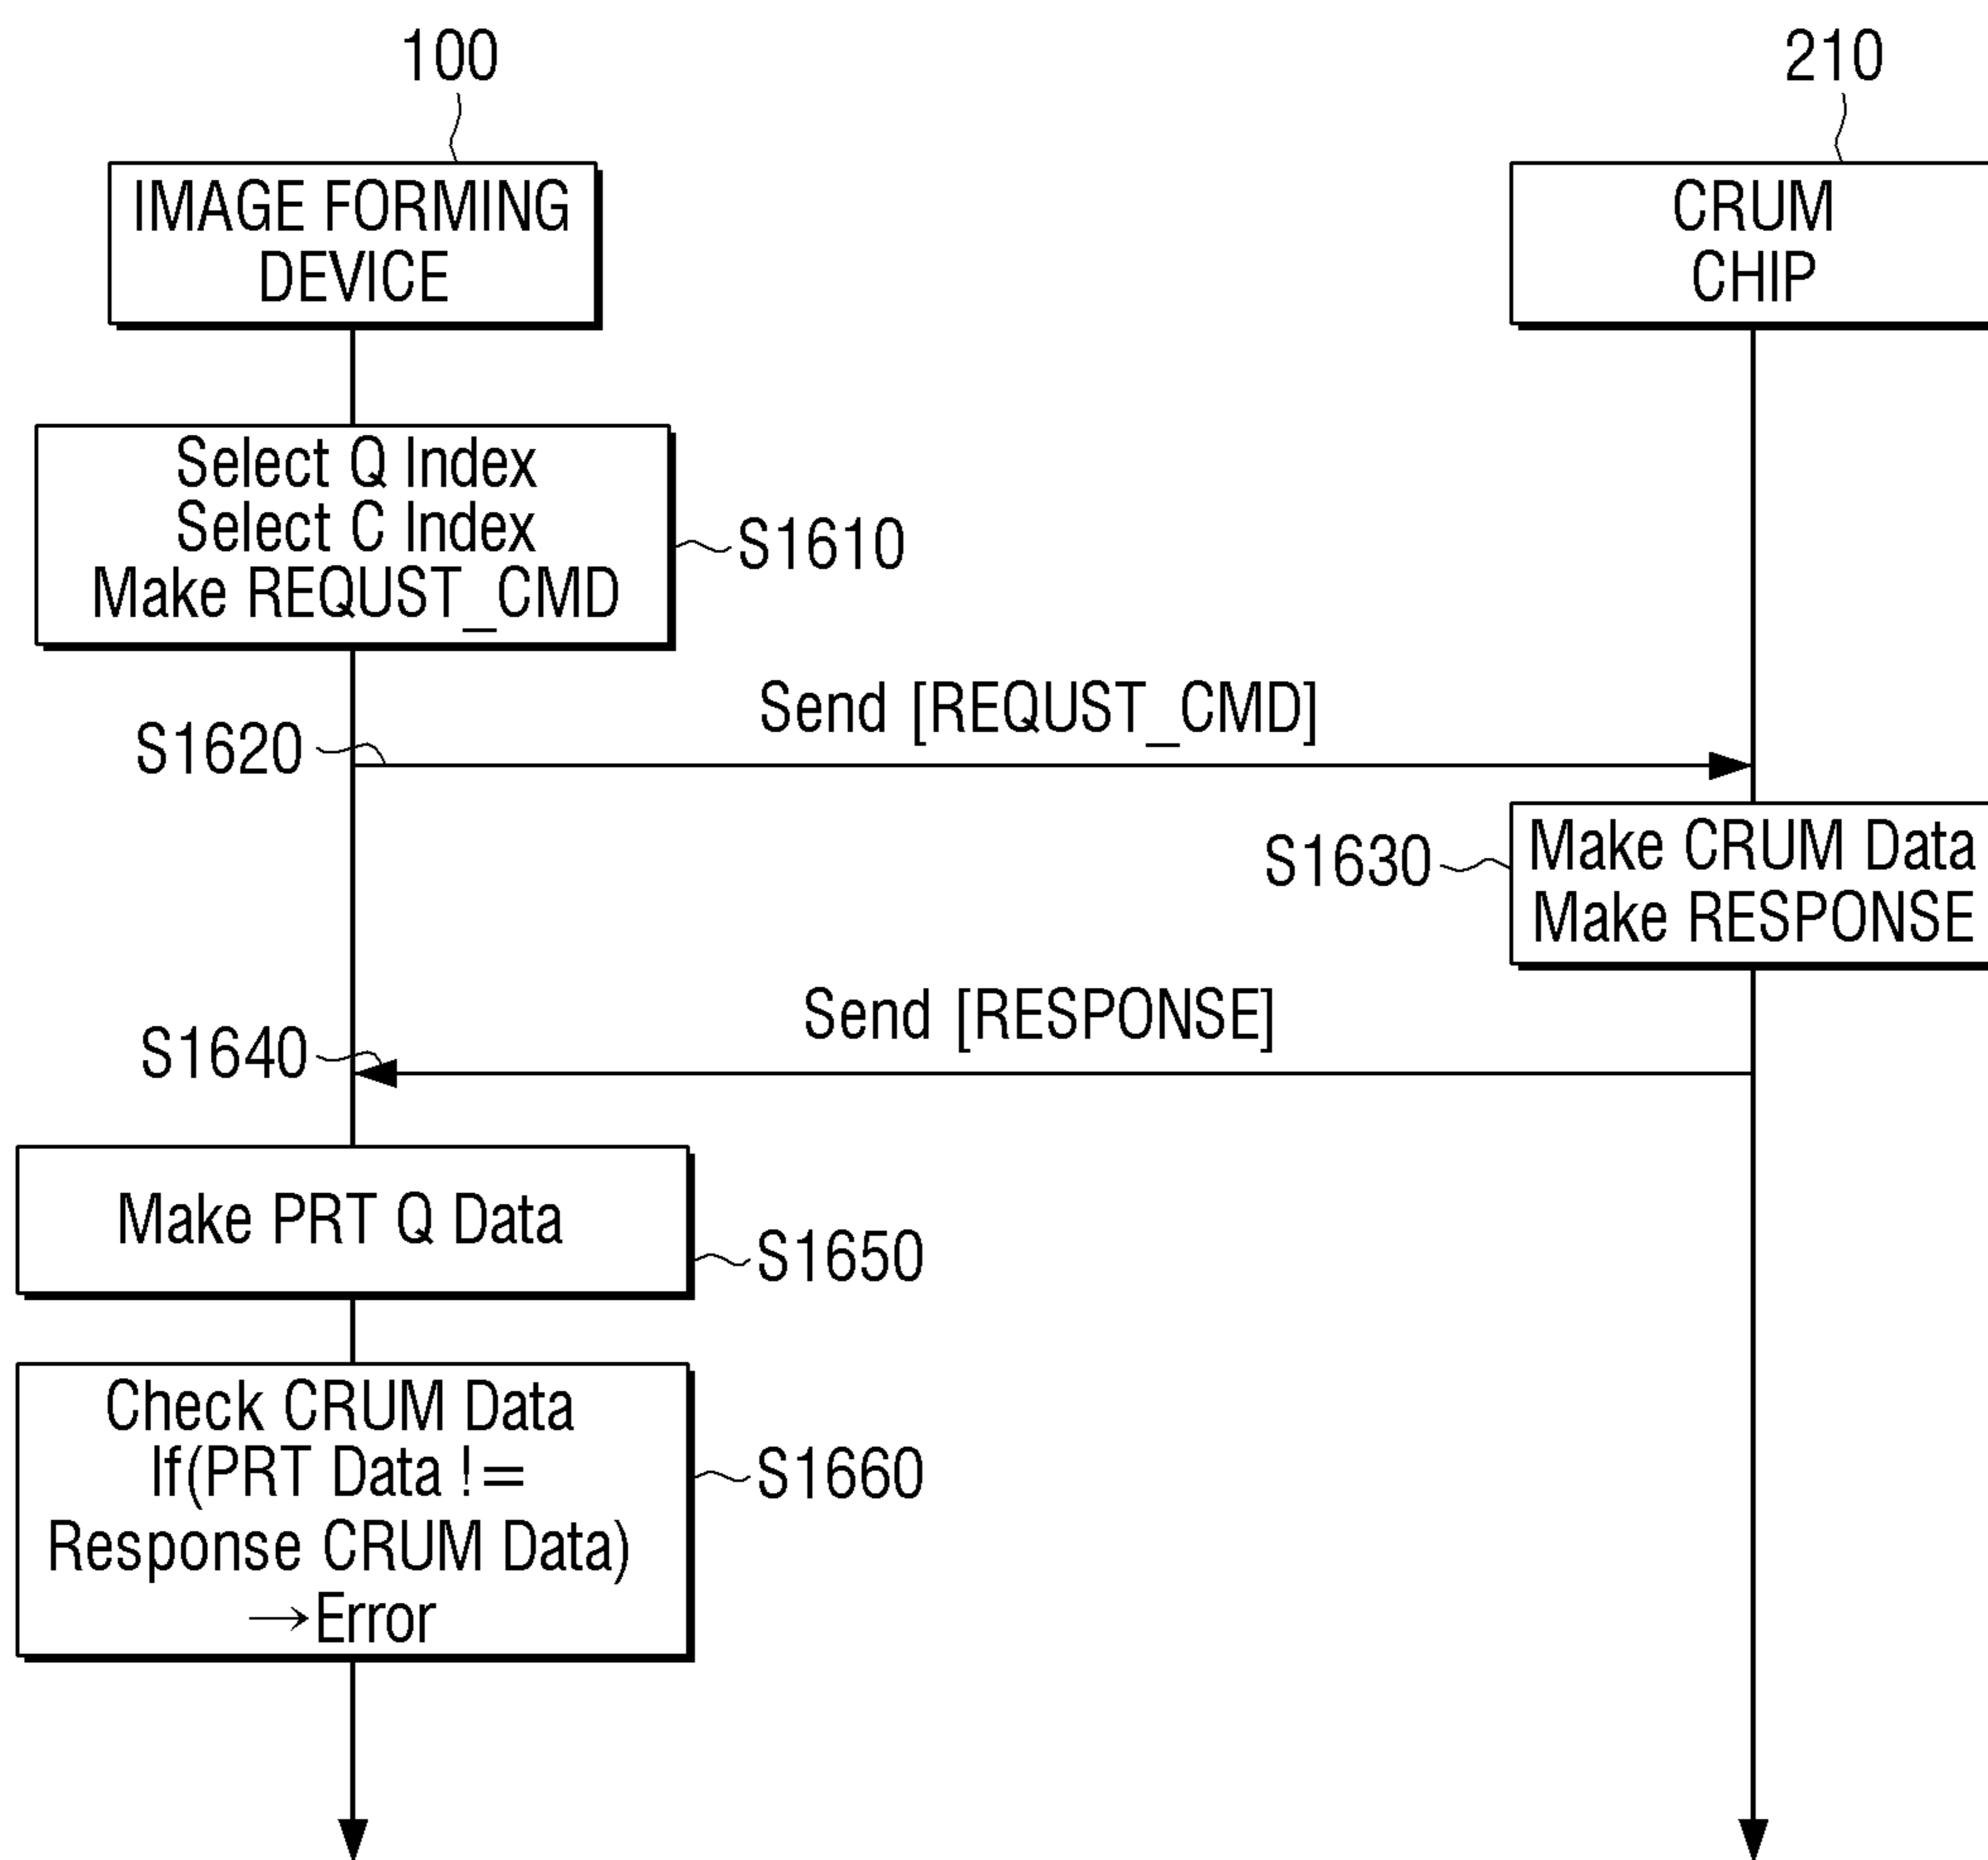 100
210
IMAGE FORMING
DEVICE
CRUM
CHIP
Select Q Index
Select C Index
Make REQUST_CMD
S1610
Send [REQUST_CMD]
S1620
S1630
Make CRUM Data
Make RESPONSE
Send [RESPONSE]
S1640
Make PRT Q Data
S1650
Check CRUM Data
If(PRT Data !=
Response CRUM Data)
→Error
S1660